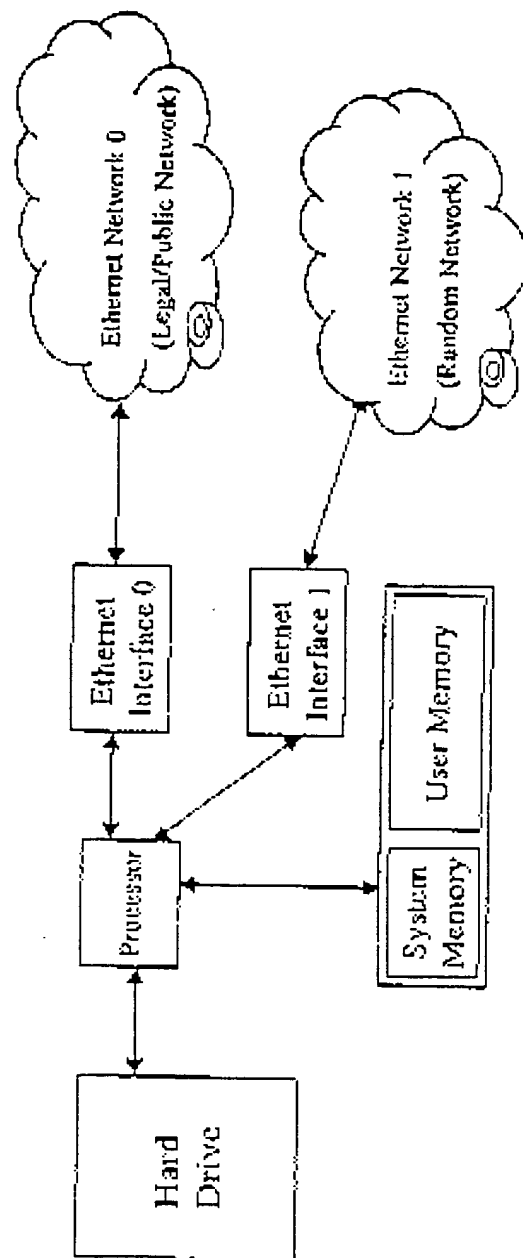 Hard
Drive
Processor
System
Memory
User Memory
Ethernet
Interface 0
Ethernet
Interface 1
Ethernet Network 0
(Legal/Public Network)
Ethernet Network 1
(Random Network)